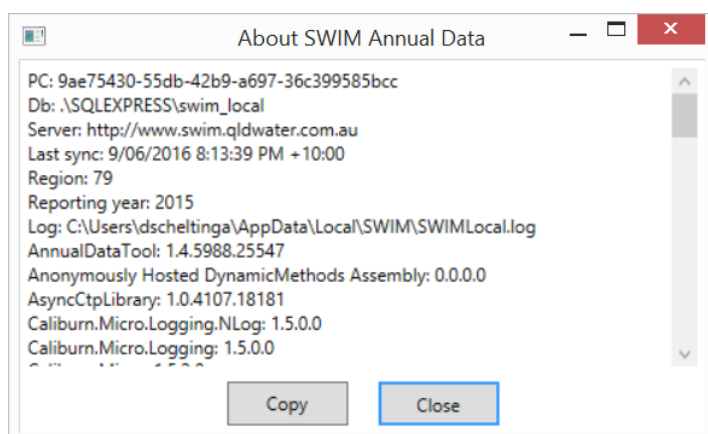 About SWIM Annual Data
PC: 9ae75430-55db-42b9-a697-36c399585bcc
Db: .\SQLEXPRESS\swim_local
Server: http://www.swim.qldwater.com.au
Last sync: 9/06/2016 8:13:39 PM +10:00
Region: 79
Reporting year: 2015
Log: C:\Users\dscheltinga\AppData\Local\SWIM\SWIMLocal.log
AnnualDataTool: 1.4.5988.25547
Anonymously Hosted DynamicMethods Assembly: 0.0.0.0
AsyncCtpLibrary: 1.0.4107.18181
Caliburn.Micro.Logging.NLog: 1.5.0.0
Caliburn.Micro.Logging: 1.5.0.0
Copy Close